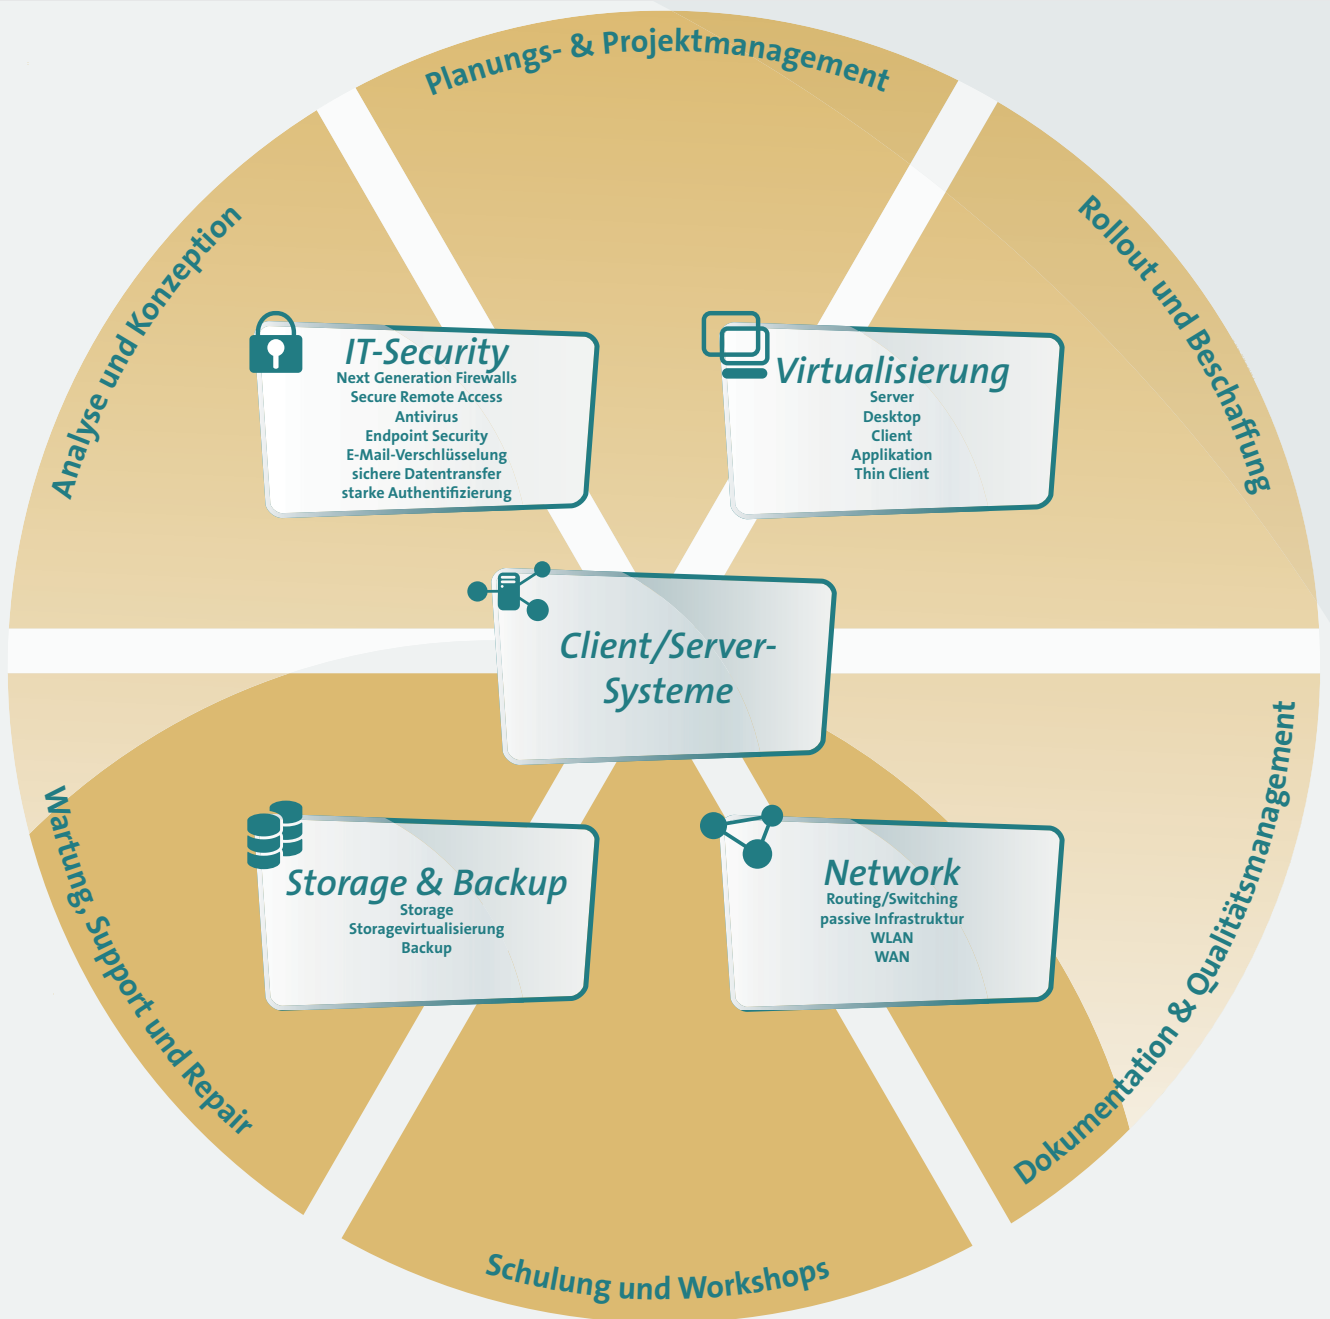 Planungs- & Projektmanagement
Analyse und Konzeption
Rollout und Beschaffung
IT-Security
Next Generation Firewalls
Secure Remote Access
Antivirus
Endpoint Security
E-Mail-Verschlüsselung
sichere Datentransfer
starke Authentifizierung
Virtualisierung
Server
Desktop
Client
Applikation
Thin Client
Client/Server-
Systeme
Storage & Backup
Storage
Storagevirtualisierung
Backup
Network
Routing/Switching
passive Infrastruktur
WLAN
WAN
Wartung, Support und Repair
Dokumentation & Qualitätsmanagement
Schulung und Workshops